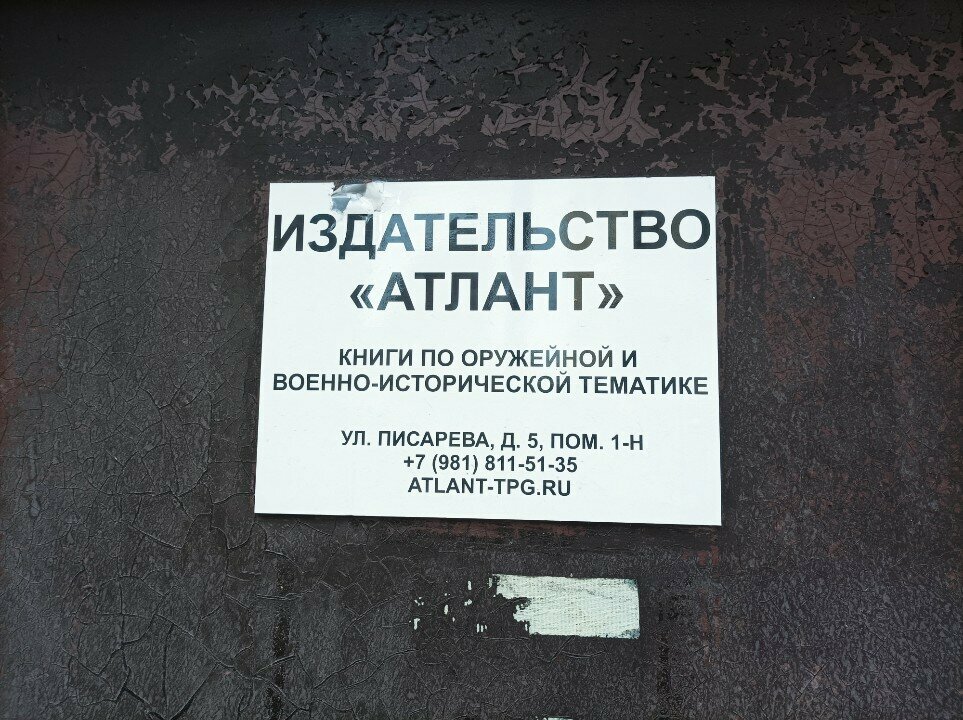 ИЗДАТЕЛЬСТВО
«АТЛАНТ»
КНИГИ ПО ОРУЖЕЙНОЙ И
ВОЕННО-ИСТОРИЧЕСКОЙ ТЕМАТИКЕ
УЛ. ПИСАРЕВА, Д. 5, ПОМ. 1-Н
+7 (981) 811-51-35
ATLANT-TPG.RU